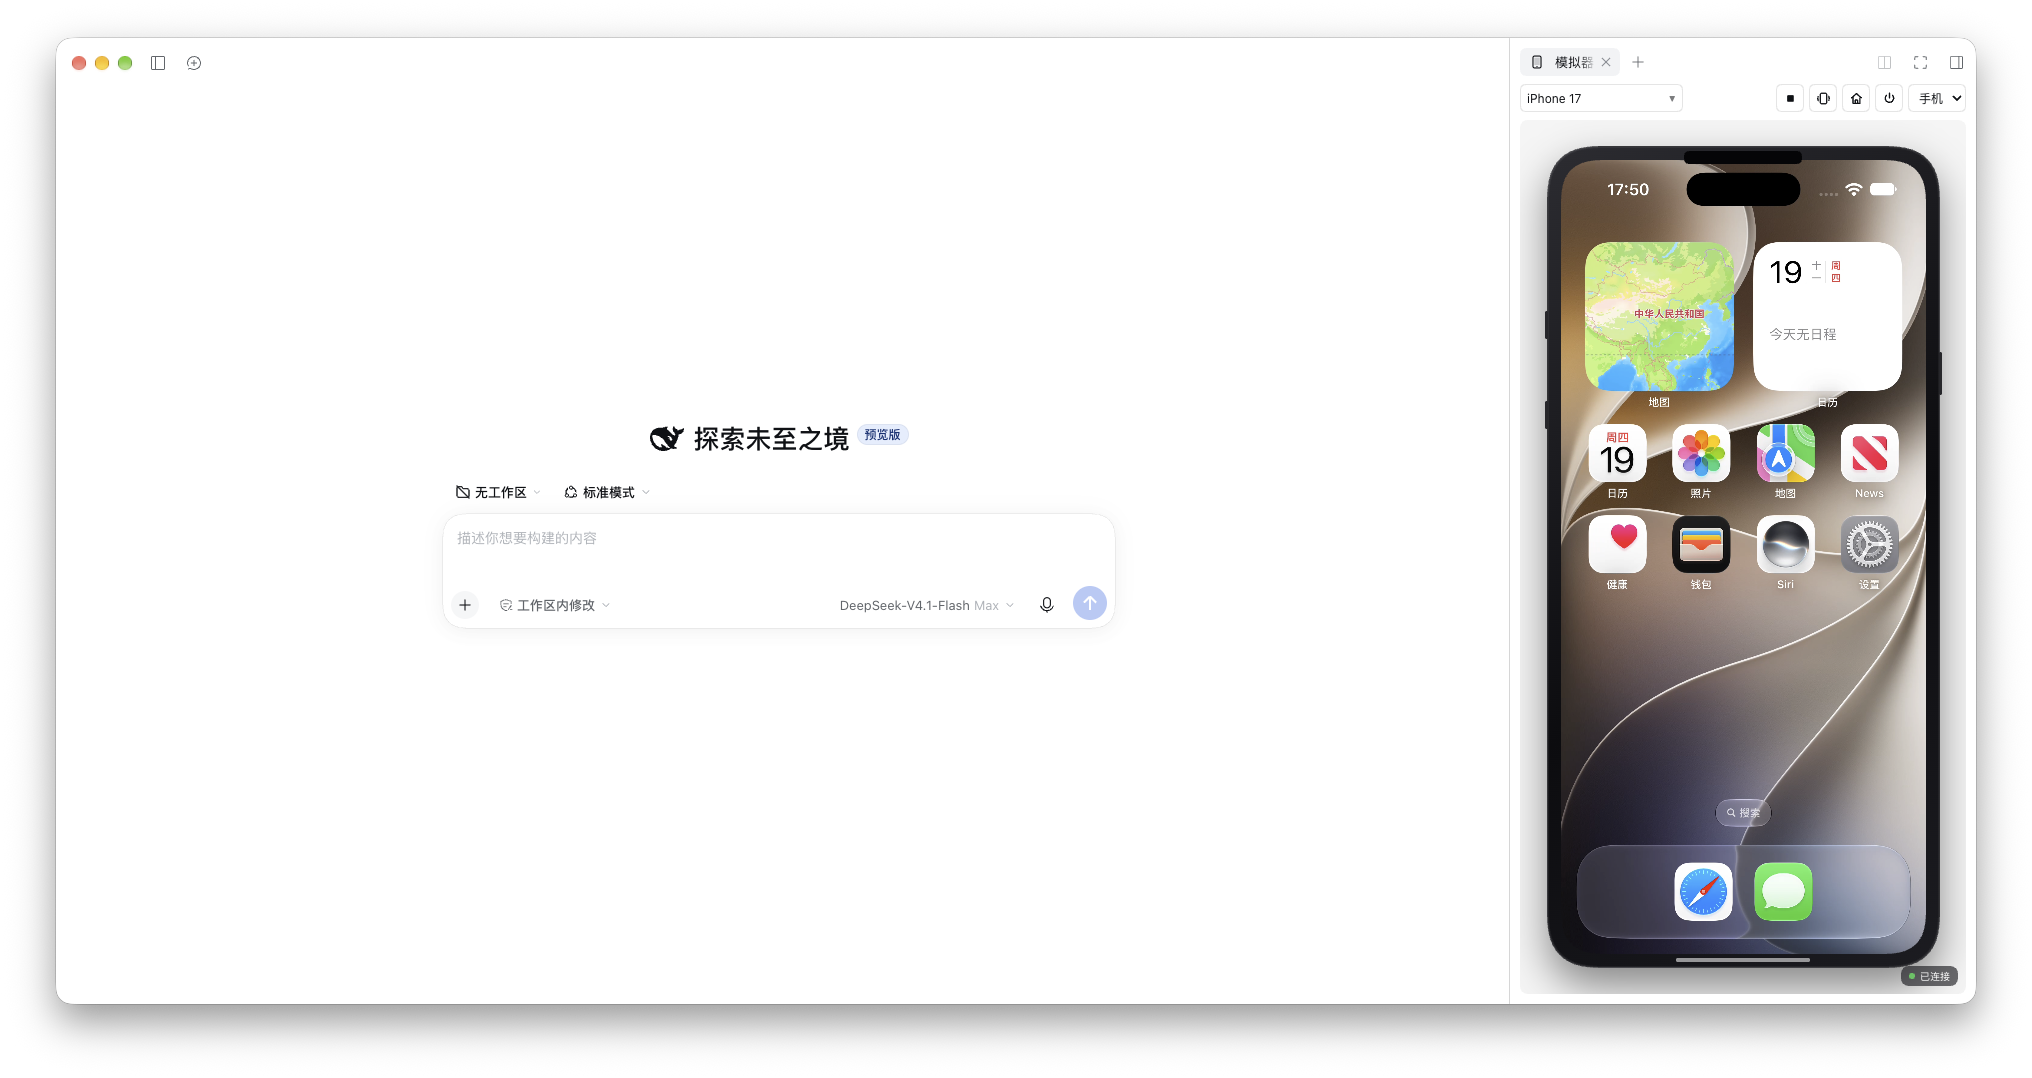 探索未至之境 预览版
无工作区 标准模式
描述你想要构建的内容
工作区内修改 DeepSeek-V4.1-Flash Max
模拟器
iPhone 17 手机
17:50
中华人民共和国
地图
19 十一 周四
今天无日程
日历
周四
19
日历 照片 地图 News
健康 钱包 Siri 设置
搜索
已连接